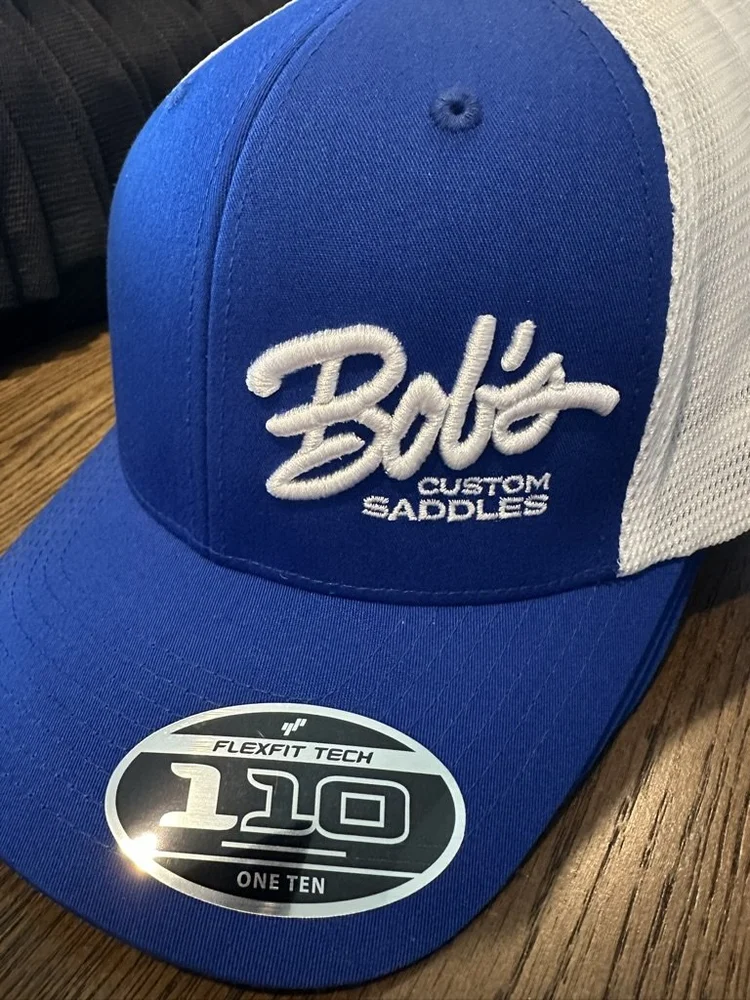 Bob's
CUSTOM
SADDLES
FLEXFIT TECH
110
ONE TEN